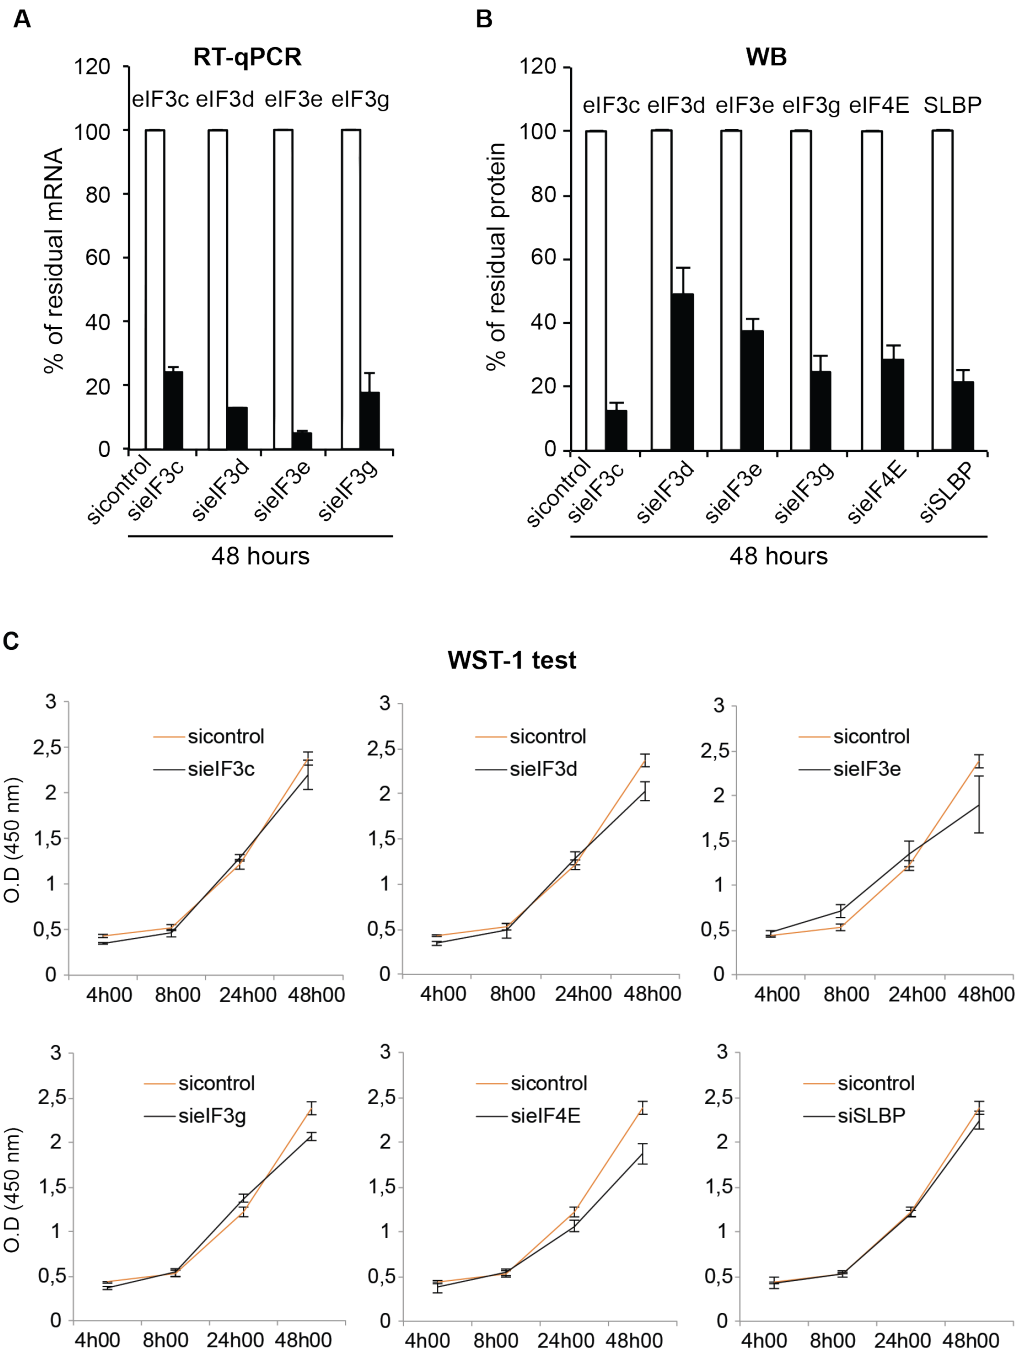 A
B
RT-qPCR
WB
120
100
80
60
40
20
0
% of residual mRNA
eIF3c eIF3d eIF3e eIF3g
sicontrol
sieIF3c
sieIF3d
sieIF3e
sieIF3g
48 hours
120
100
80
60
40
20
0
% of residual protein
eIF3c eIF3d eIF3e eIF3g eIF4E SLBP
sicontrol
sieIF3c
sieIF3d
sieIF3e
sieIF3g
sieIF4E
siSLBP
48 hours
C
WST-1 test
O.D (450 nm)
3
2,5
2
1,5
1
0,5
0
sicontrol
sieIF3c
4h00 8h00 24h00 48h00
3
2,5
2
1,5
1
0,5
0
sicontrol
sieIF3d
4h00 8h00 24h00 48h00
3
2,5
2
1,5
1
0,5
0
sicontrol
sieIF3e
4h00 8h00 24h00 48h00
O.D (450 nm)
3
2,5
2
1,5
1
0,5
0
sicontrol
sieIF3g
4h00 8h00 24h00 48h00
3
2,5
2
1,5
1
0,5
0
sicontrol
sieIF4E
4h00 8h00 24h00 48h00
3
2,5
2
1,5
1
0,5
0
sicontrol
siSLBP
4h00 8h00 24h00 48h00